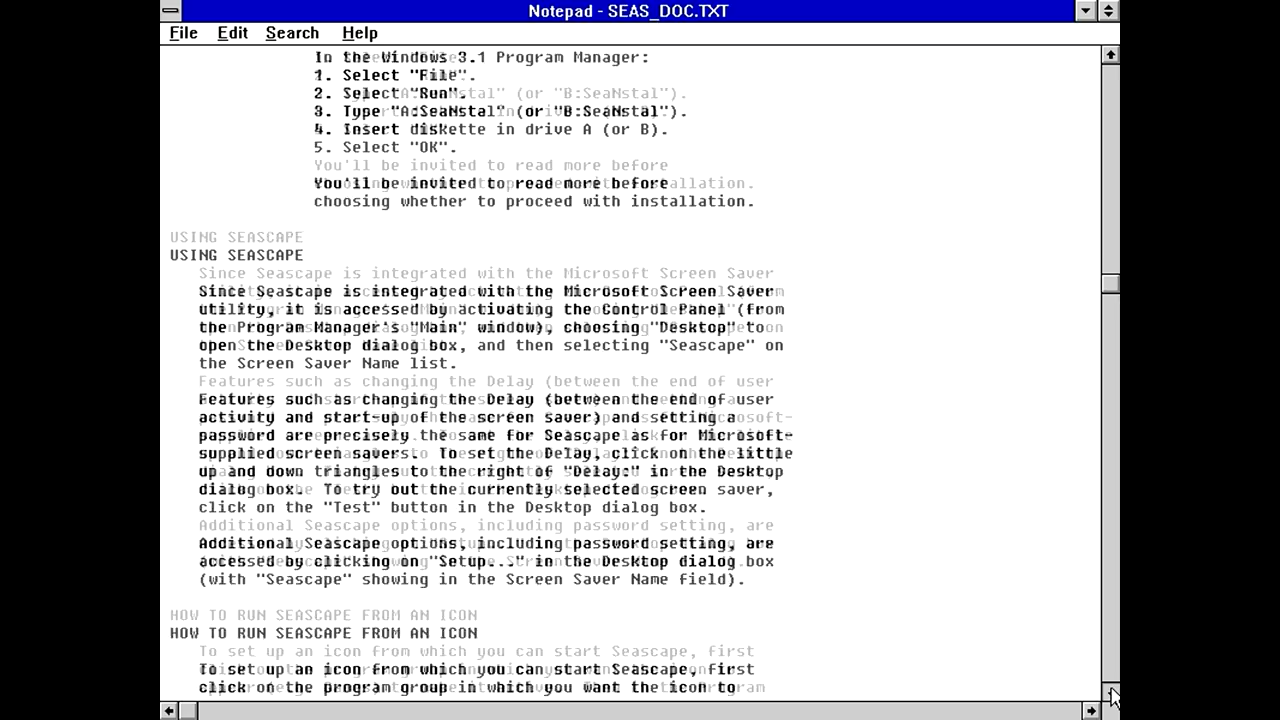 Notepad - SEAS_DOC.TXT
File Edit Search Help
In the Windows 3.1 Program Manager:
1. Select "File".
2. Select "Run".
3. Type "A:SeaNstal" (or "B:SeaNstal").
4. Insert diskette in drive A (or B).
5. Select "OK".
You'll be invited to read more before
choosing whether to proceed with installation.
USING SEASCAPE
Since Seascape is integrated with the Microsoft Screen Saver
utility, it is accessed by activating the Control Panel (from
the Program Manager's "Main" window), choosing "Desktop" to
open the Desktop dialog box, and then selecting "Seascape" on
the Screen Saver Name list.
Features such as changing the Delay (between the end of user
activity and start-up of the screen saver) and setting a
password are precisely the same for Seascape as for Microsoft-
supplied screen savers.  To set the Delay, click on the little
up and down triangles to the right of "Delay:" in the Desktop
dialog box.  To try out the currently selected screen saver,
click on the "Test" button in the Desktop dialog box.
Additional Seascape options, including password setting, are
accessed by clicking on "Setup..." in the Desktop dialog box
(with "Seascape" showing in the Screen Saver Name field).
HOW TO RUN SEASCAPE FROM AN ICON
To set up an icon from which you can start Seascape, first
click on the program group in which you want the icon to